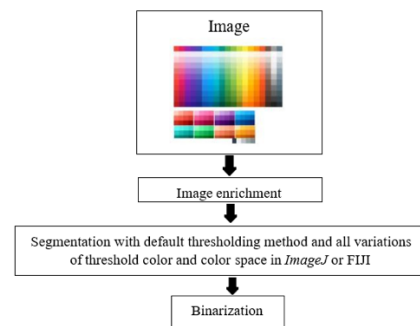 Image
Image enrichment
Segmentation with default thresholding method and all variations
of threshold color and color space in ImageJ or FIJI
Binarization